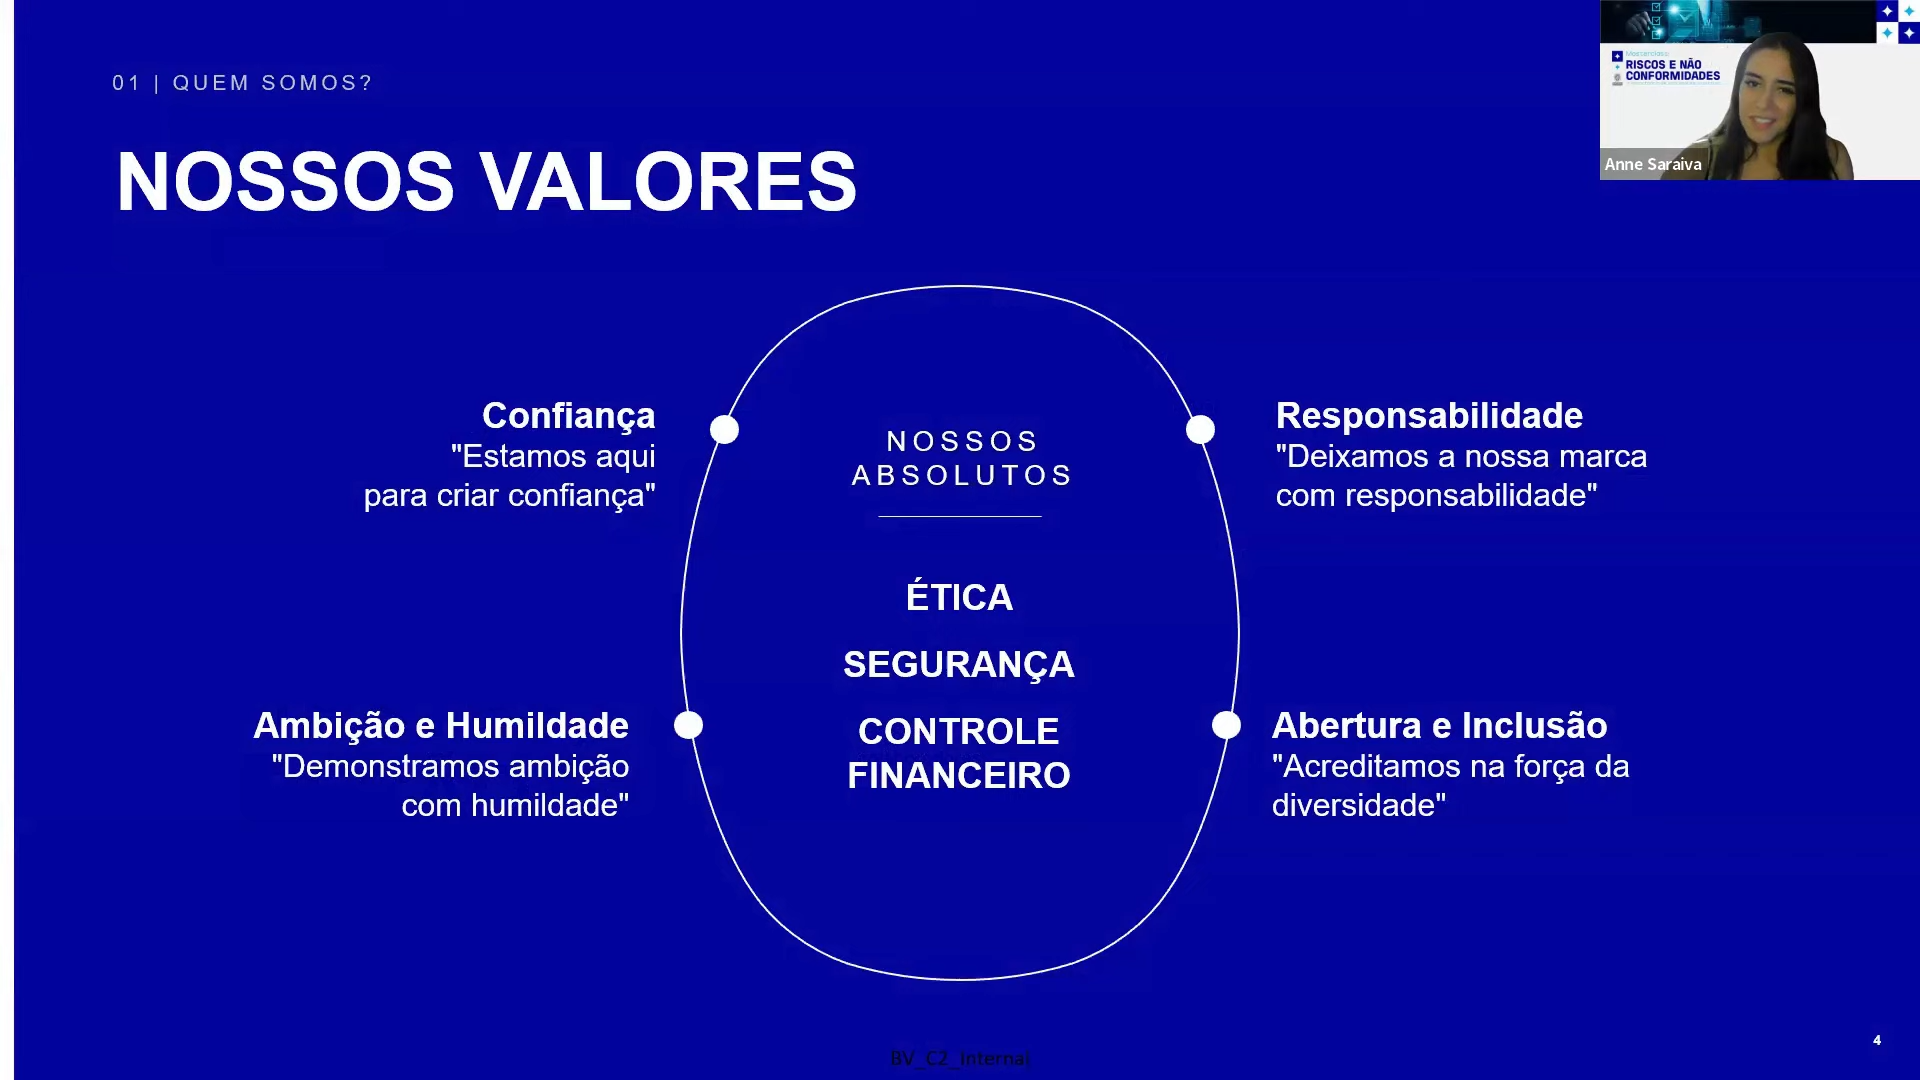 01 | QUEM SOMOS?
NOSSOS VALORES
Masterclass:
RISCOS E NÃO
CONFORMIDADES
Anne Saraiva
Confiança
"Estamos aqui
para criar confiança"
NOSSOS
ABSOLUTOS
ÉTICA
SEGURANÇA
CONTROLE
FINANCEIRO
Responsabilidade
"Deixamos a nossa marca
com responsabilidade"
Ambição e Humildade
"Demonstramos ambição
com humildade"
Abertura e Inclusão
"Acreditamos na força da
diversidade"
4
BV_C2_Internal